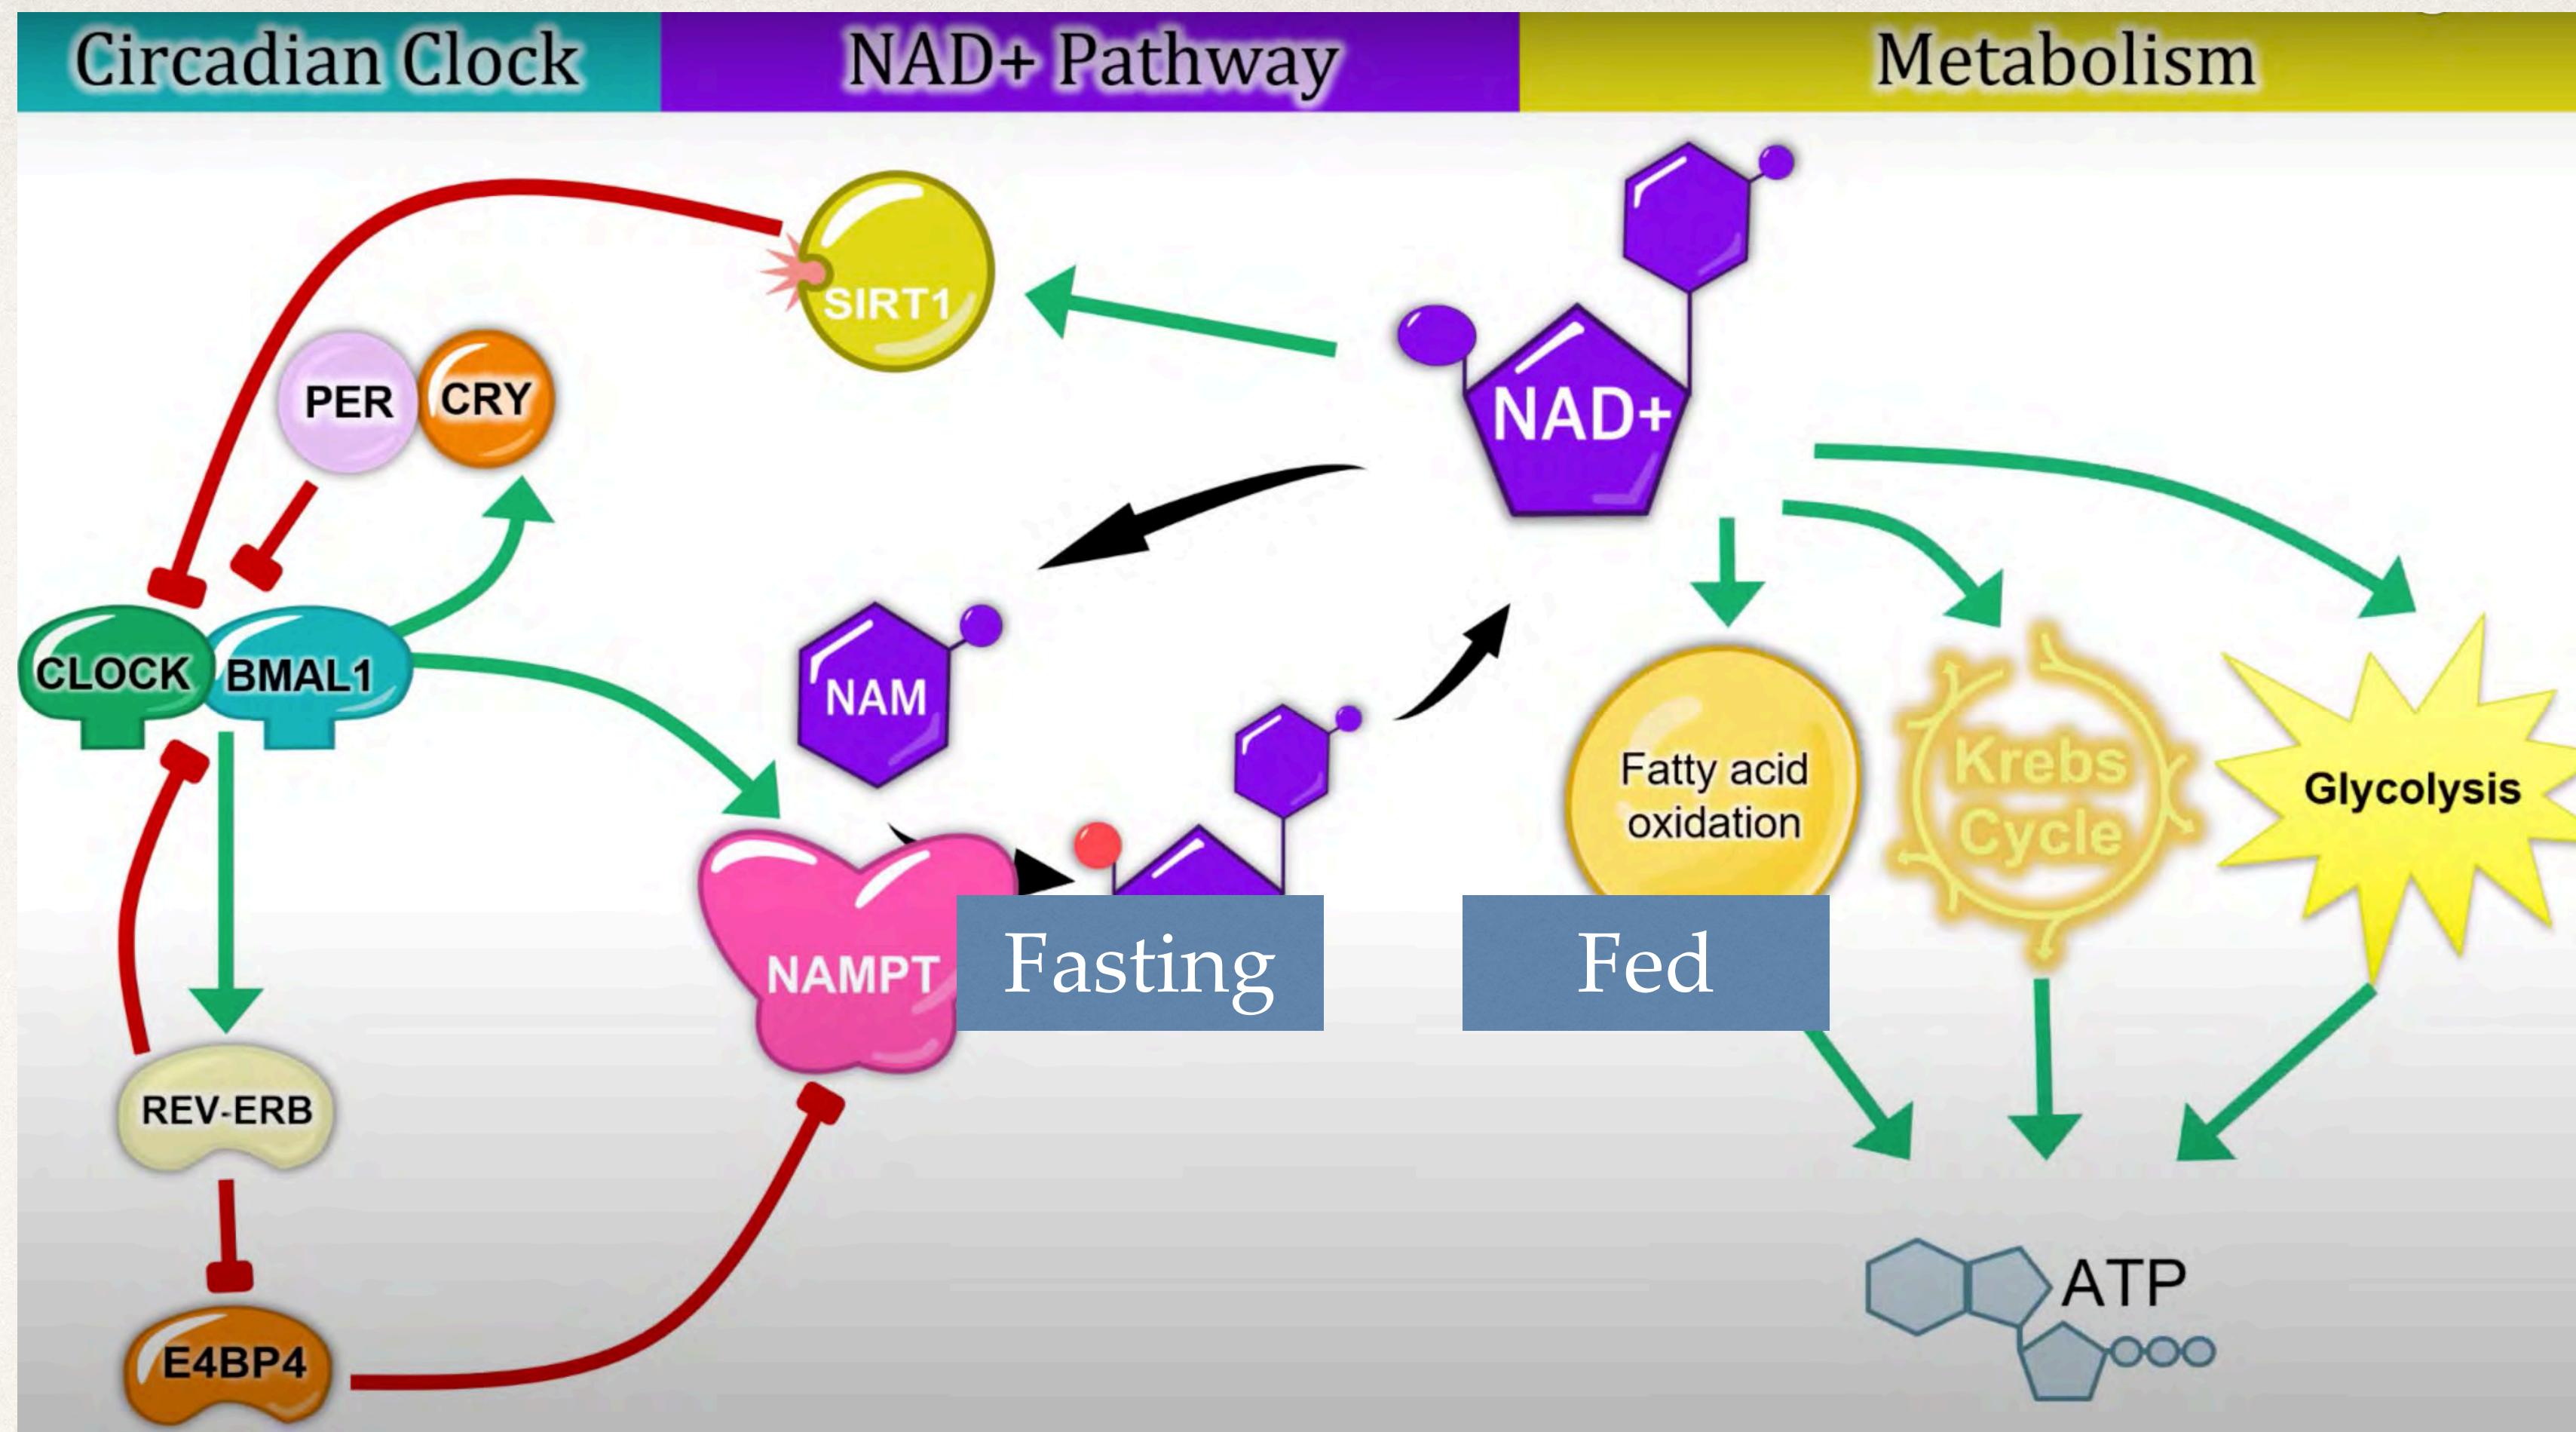 Circadian Clock
NAD+ Pathway
Metabolism
SIRT1
NAD+
PER
CRY
CLOCK
BMAL1
NAM
Fatty acid
oxidation
Krebs
Cycle
Glycolysis
NAMPT
Fasting
Fed
REV-ERB
E4BP4
ATP